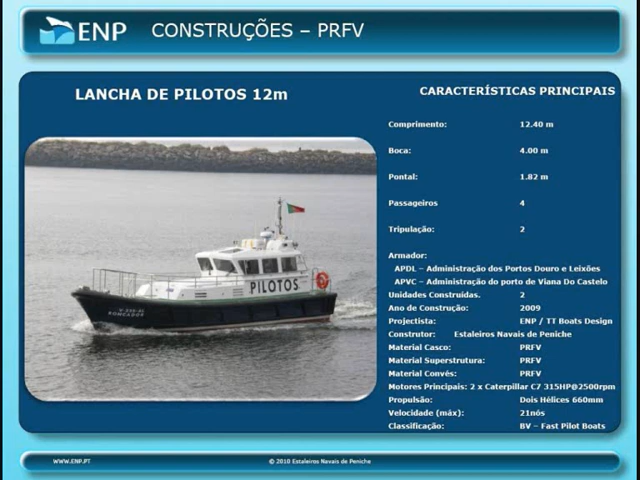 ENP
CONSTRUÇÕES – PRFV
LANCHA DE PILOTOS 12m
PILOTOS
RONCADOR
CARACTERÍSTICAS PRINCIPAIS
Comprimento: 12.40 m
Boca: 4.00 m
Pontal: 1.82 m
Passageiros 4
Tripulação: 2
Armador:
APDL – Administração dos Portos Douro e Leixões
APVC – Administração do porto de Viana Do Castelo
Unidades Construídas. 2
Ano de Construção: 2009
Projectista: ENP / TT Boats Design
Construtor: Estaleiros Navais de Peniche
Material Casco: PRFV
Material Superstrutura: PRFV
Material Convés: PRFV
Motores Principais: 2 x Caterpillar C7 315HP@2500rpm
Propulsão: Dois Hélices 660mm
Velocidade (máx): 21nós
Classificação: BV – Fast Pilot Boats
WWW.ENP.PT
© 2010 Estaleiros Navais de Peniche